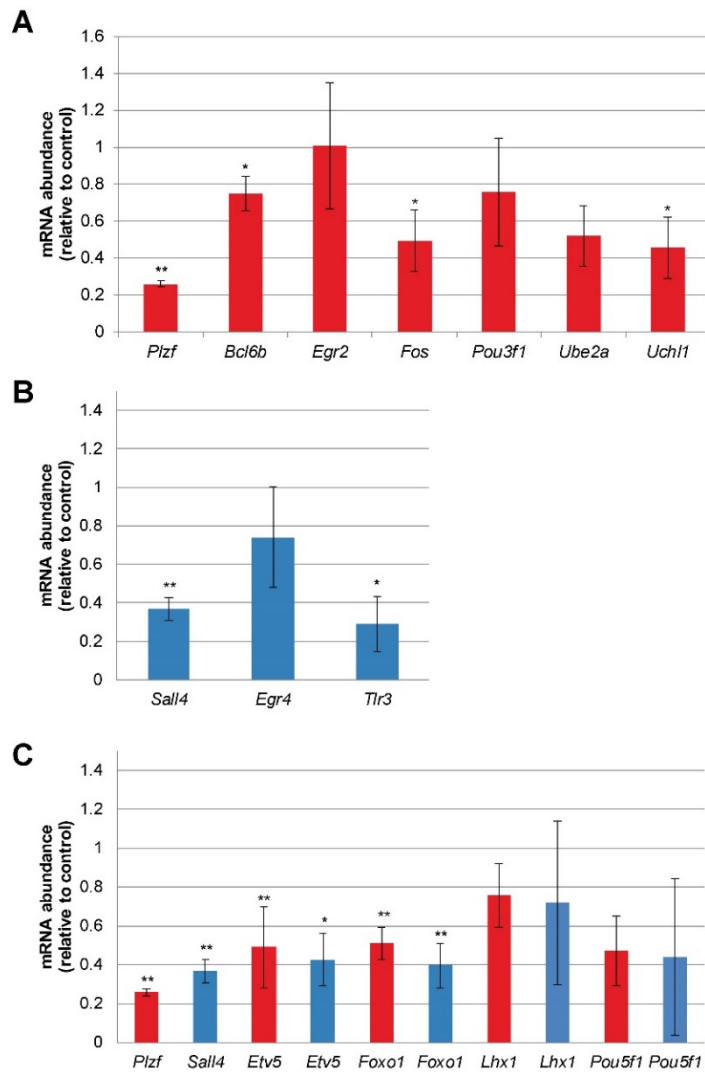 A
mRNA abundance
(relative to control)
1.6
1.4
1.2
1
0.8
0.6
0.4
0.2
0
** * * *
Plzf Bcl6b Egr2 Fos Pou3f1 Ube2a Uchl1
B
mRNA abundance
(relative to control)
1.4
1.2
1
0.8
0.6
0.4
0.2
0
** *
Sall4 Egr4 Tlr3
C
mRNA abundance
(relative to control)
1.4
1.2
1
0.8
0.6
0.4
0.2
0
** ** ** * ** **
Plzf Sall4 Etv5 Etv5 Foxo1 Foxo1 Lhx1 Lhx1 Pou5f1 Pou5f1